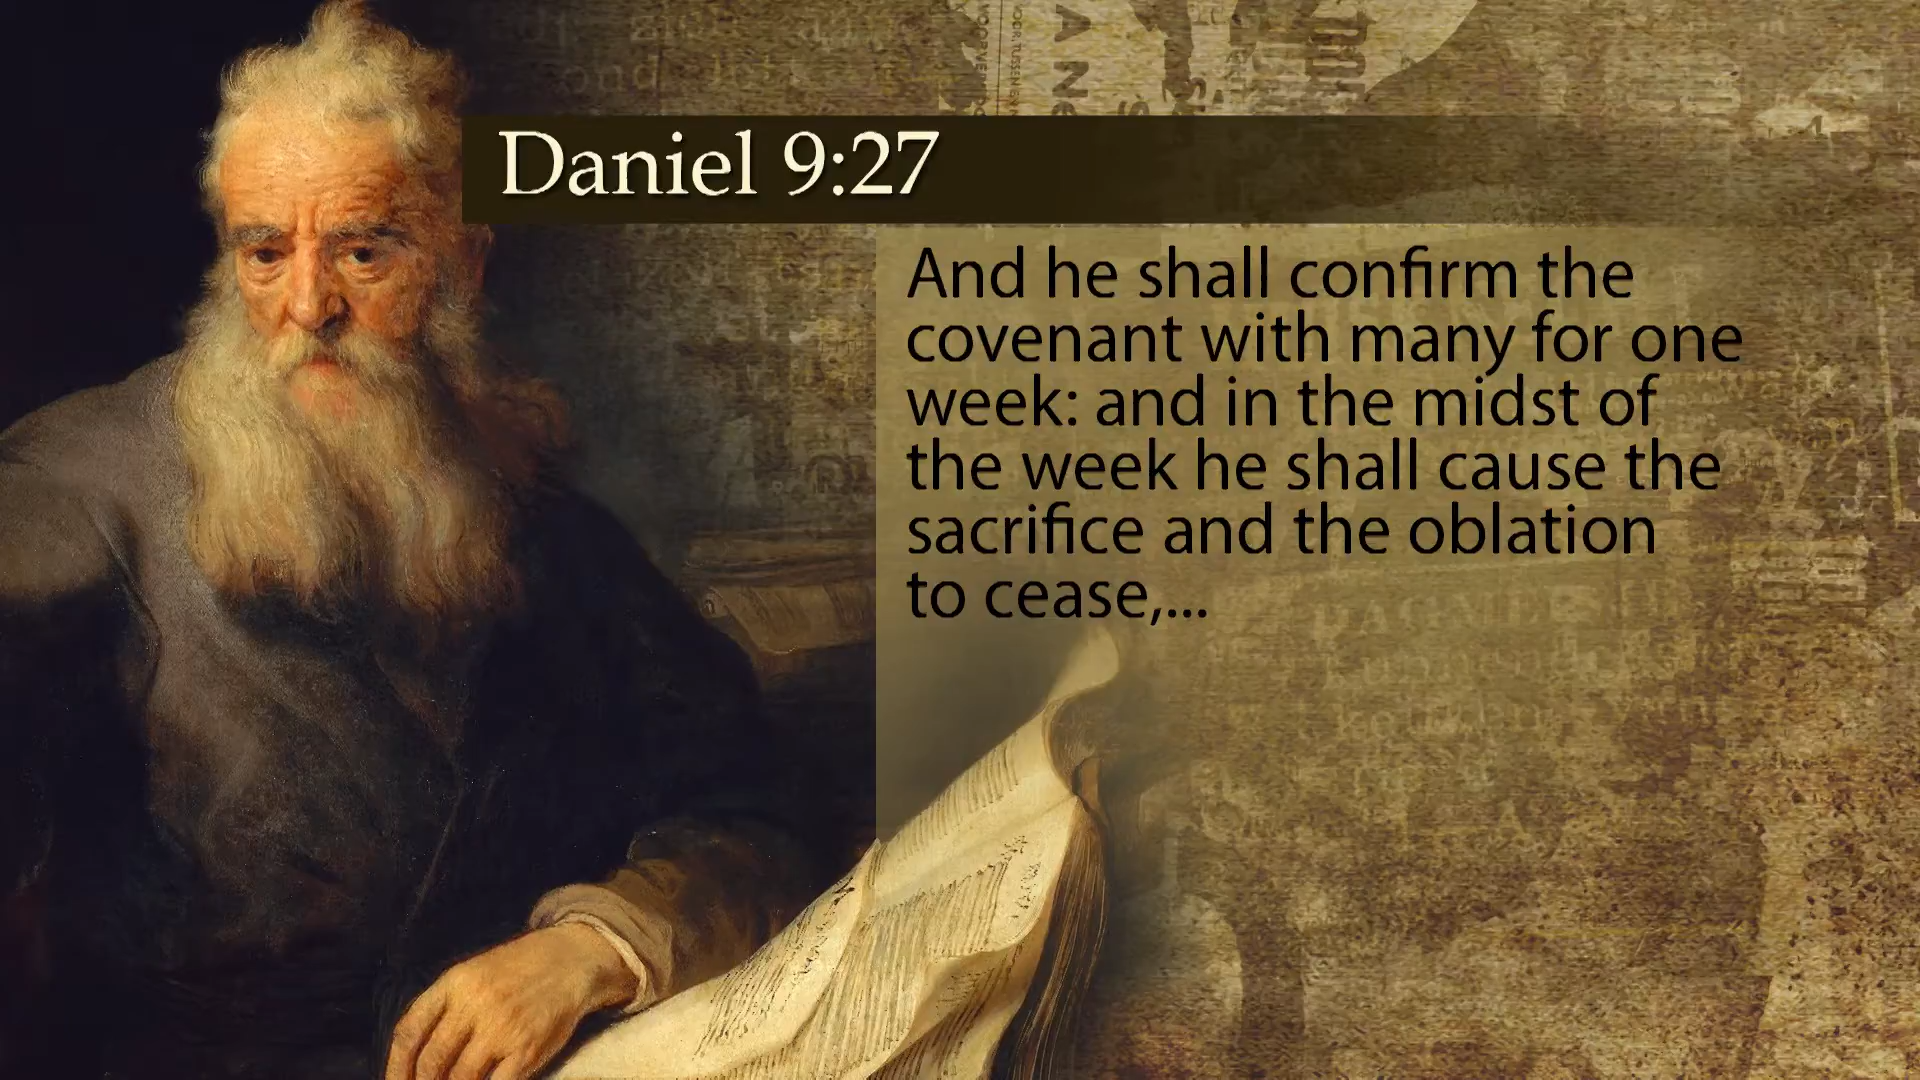 Daniel 9:27
And he shall confirm the
covenant with many for one
week: and in the midst of
the week he shall cause the
sacrifice and the oblation
to cease,...